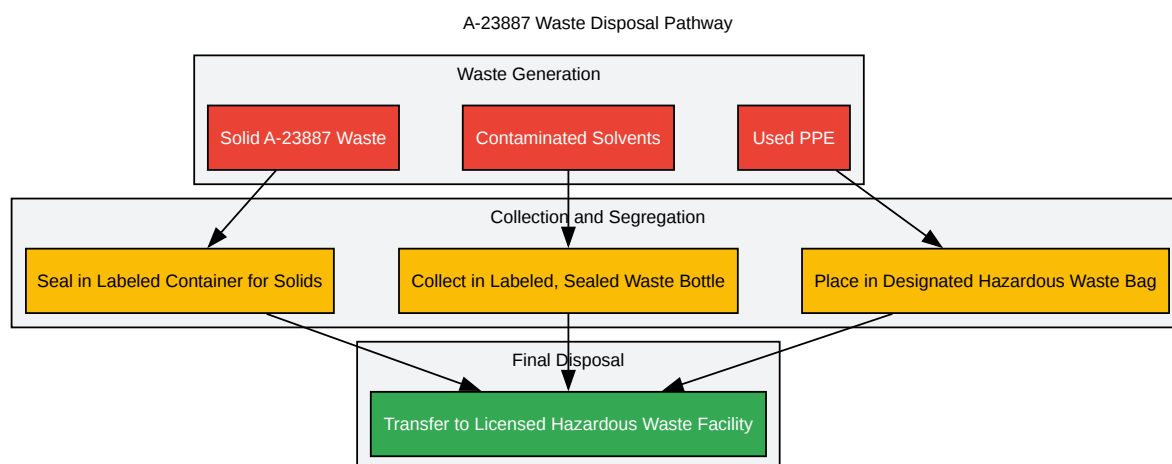 A-23887 Waste Disposal Pathway
Waste Generation
Solid A-23887 Waste
Contaminated Solvents
Used PPE
Collection and Segregation
Seal in Labeled Container for Solids
Collect in Labeled, Sealed Waste Bottle
Place in Designated Hazardous Waste Bag
Final Disposal
Transfer to Licensed Hazardous Waste Facility